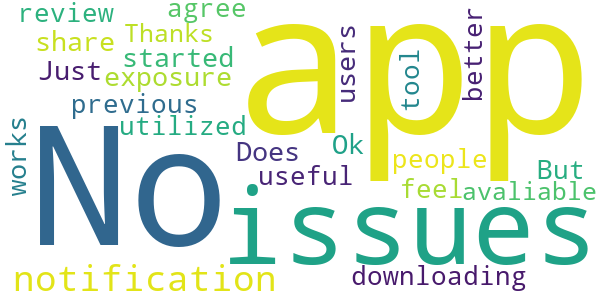 review
agree
share
Thanks
Just
started
exposure
previous
utilized
works
No
app
users
tool
better
Does
Ok
useful
people
But
feel
avaliable
issues
notification
downloading